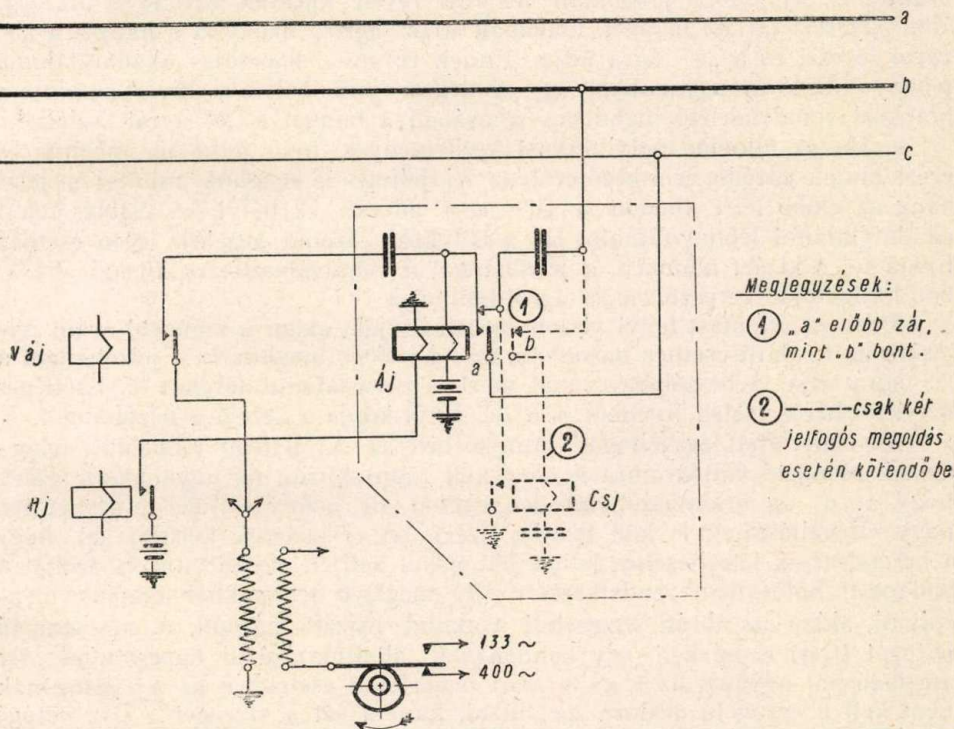 a
b
c
Megjegyzések:
1 „a" előbb zár,
mint „b" bont.
2 -----csak két
jelfogós megoldás
esetén kötendő be
Váj
Áj
a
1
b
2
Hj
Csj
133
400 ~